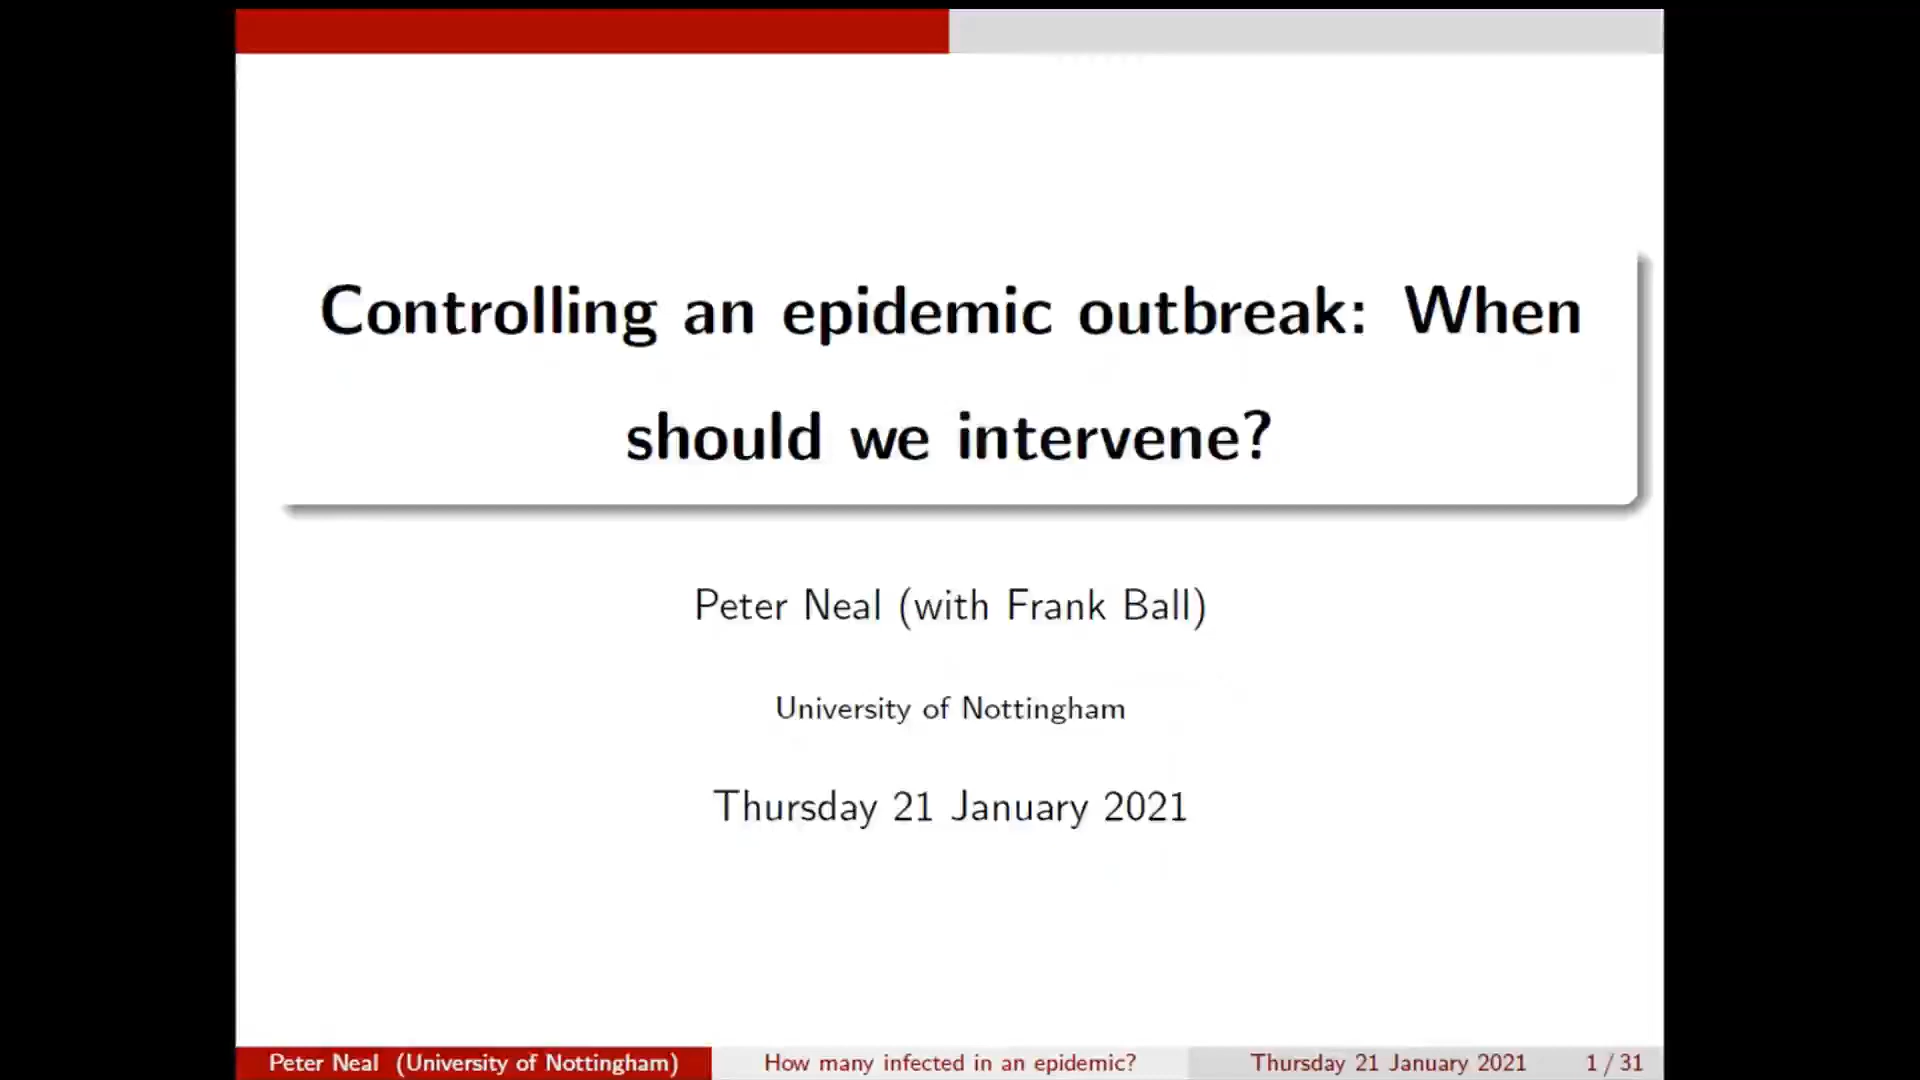 Controlling an epidemic outbreak: When
should we intervene?
Peter Neal (with Frank Ball)
University of Nottingham
Thursday 21 January 2021
Peter Neal (University of Nottingham) How many infected in an epidemic? Thursday 21 January 2021 1 / 31